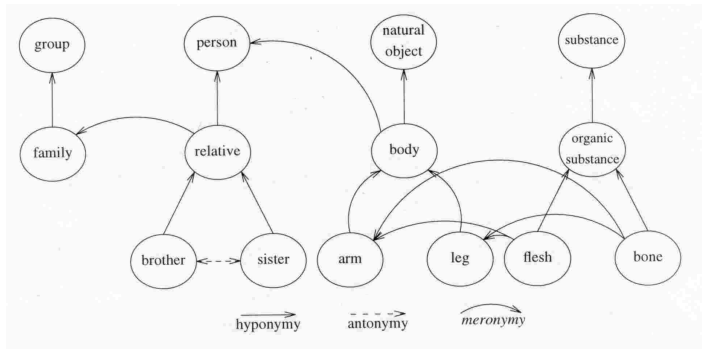 group
person
natural
object
substance
family
relative
body
organic
substance
brother
sister
arm
leg
flesh
bone
hyponymy
antonymy
meronymy